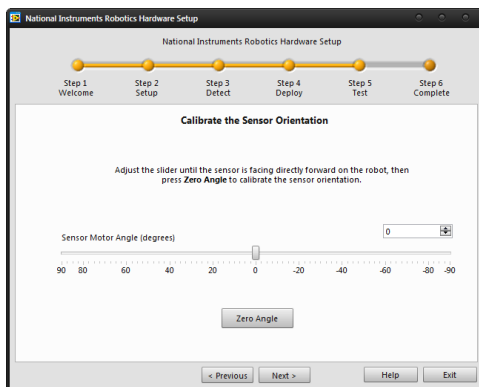 National Instruments Robotics Hardware Setup
National Instruments Robotics Hardware Setup
Step 1 Step 2 Step 3 Step 4 Step 5 Step 6
Welcome Setup Detect Deploy Test Complete
Calibrate the Sensor Orientation
Adjust the slider until the sensor is facing directly forward on the robot, then
press Zero Angle to calibrate the sensor orientation.
0
Sensor Motor Angle (degrees)
90 80 60 40 20 0 -20 -40 -60 -80 -90
Zero Angle
< Previous Next > Help Exit